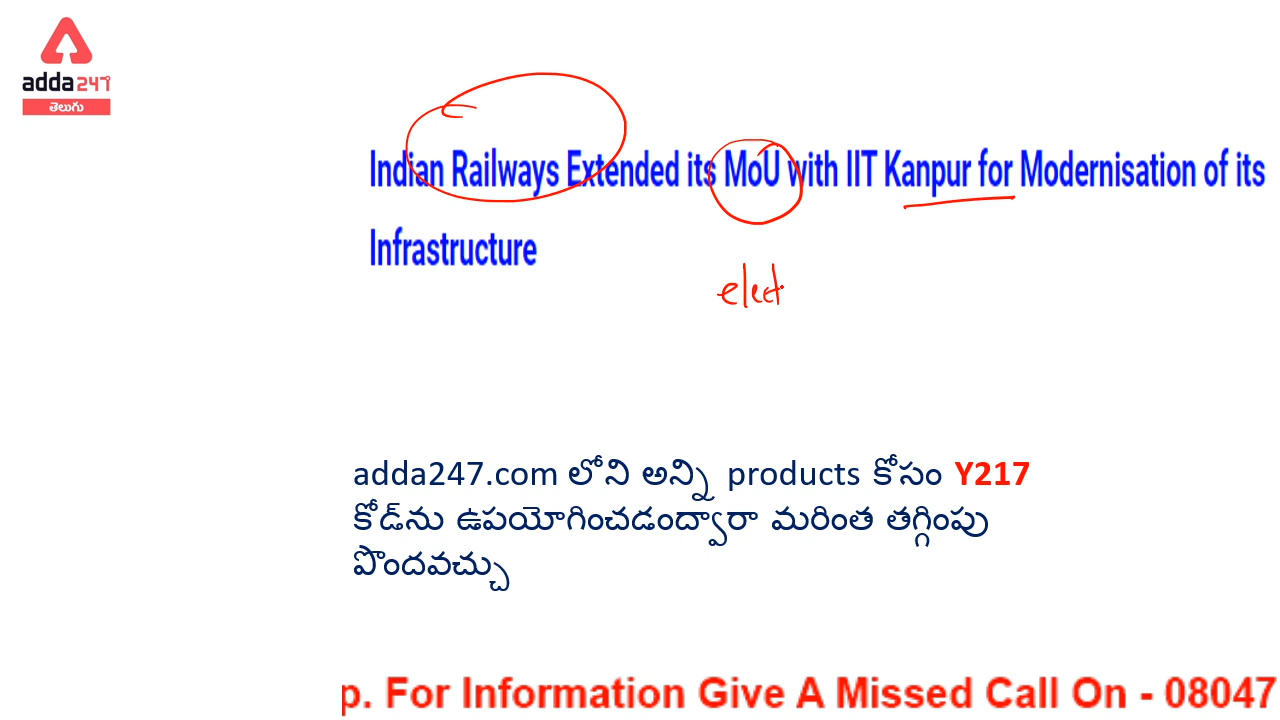 adda247
తెలుగు
Indian Railways Extended its MoU with IIT Kanpur for Modernisation of its
Infrastructure
elect
adda247.com లోని అన్ని products కోసం Y217
కోడ్‌ను ఉపయోగించడంద్వారా మరింత తగ్గింపు
పొందవచ్చు
p. For Information Give A Missed Call On - 08047